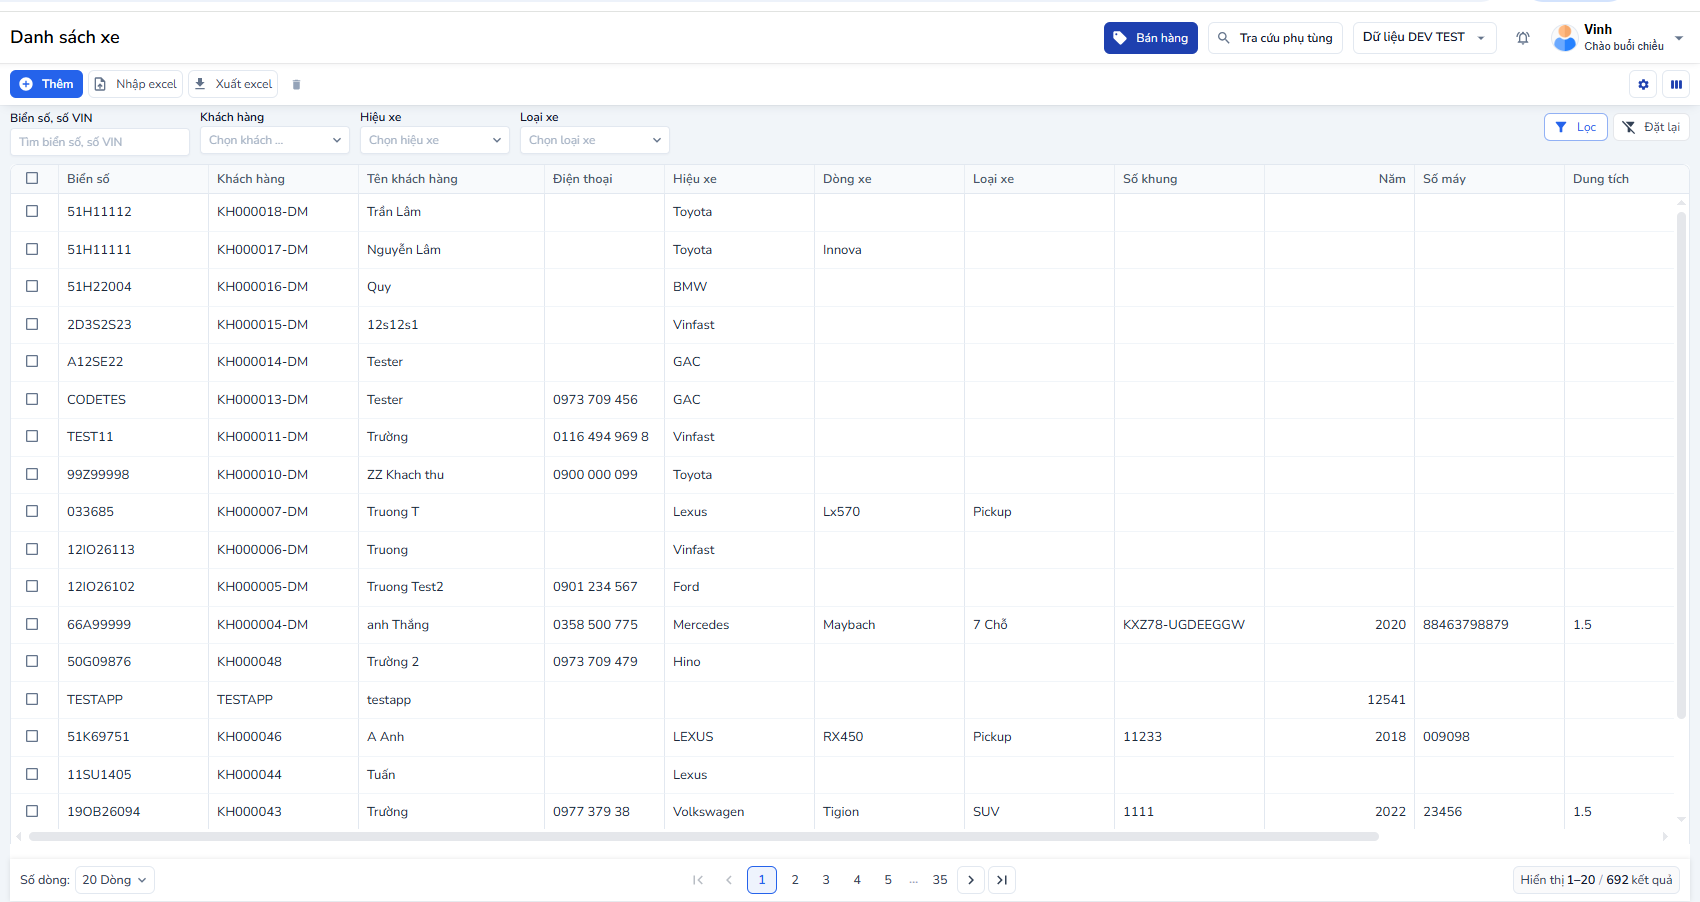 Danh sách xe
Bán hàng
Tra cứu phụ tùng
Dữ liệu DEV TEST
Vinh
Chào buổi chiều
Thêm
Nhập excel
Xuất excel
Biển số, số VIN
Khách hàng
Hiệu xe
Loại xe
Tìm biển số, số VIN
Chọn khách ...
Chọn hiệu xe
Chọn loại xe
Lọc
Đặt lại
Biển số Khách hàng Tên khách hàng Điện thoại Hiệu xe Dòng xe Loại xe Số khung Năm Số máy Dung tích
51H11112 KH000018-DM Trần Lâm Toyota
51H11111 KH000017-DM Nguyễn Lâm Toyota Innova
51H22004 KH000016-DM Quy BMW
2D3S2S23 KH000015-DM 12s12s1 Vinfast
A12SE22 KH000014-DM Tester GAC
CODETES KH000013-DM Tester 0973 709 456 GAC
TEST11 KH000011-DM Trường 0116 494 969 8 Vinfast
99Z99998 KH000010-DM ZZ Khach thu 0900 000 099 Toyota
033685 KH000007-DM Truong T Lexus Lx570 Pickup
12IO26113 KH000006-DM Truong Vinfast
12IO26102 KH000005-DM Truong Test2 0901 234 567 Ford
66A99999 KH000004-DM anh Thắng 0358 500 775 Mercedes Maybach 7 Chỗ KXZ78-UGDEEGGW 2020 88463798879 1.5
50G09876 KH000048 Trường 2 0973 709 479 Hino
TESTAPP TESTAPP testapp 12541
51K69751 KH000046 A Anh LEXUS RX450 Pickup 11233 2018 009098
11SU1405 KH000044 Tuấn Lexus
19OB26094 KH000043 Trường 0977 379 38 Volkswagen Tigion SUV 1111 2022 23456 1.5
Số dòng: 20 Dòng
1 2 3 4 5 ... 35
Hiển thị 1–20 / 692 kết quả